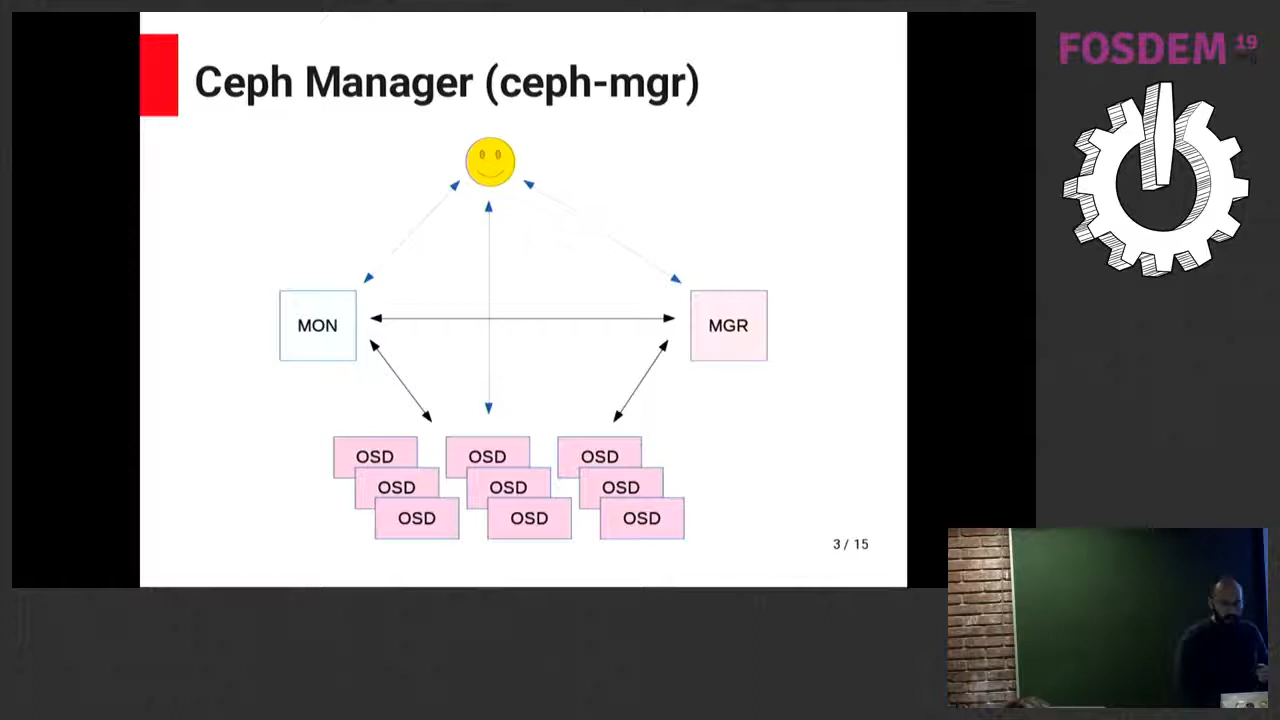 Ceph Manager (ceph-mgr)
MON
MGR
OSD
OSD
OSD
OSD
OSD
OSD
OSD
OSD
OSD
3 / 15
FOSDEM 19